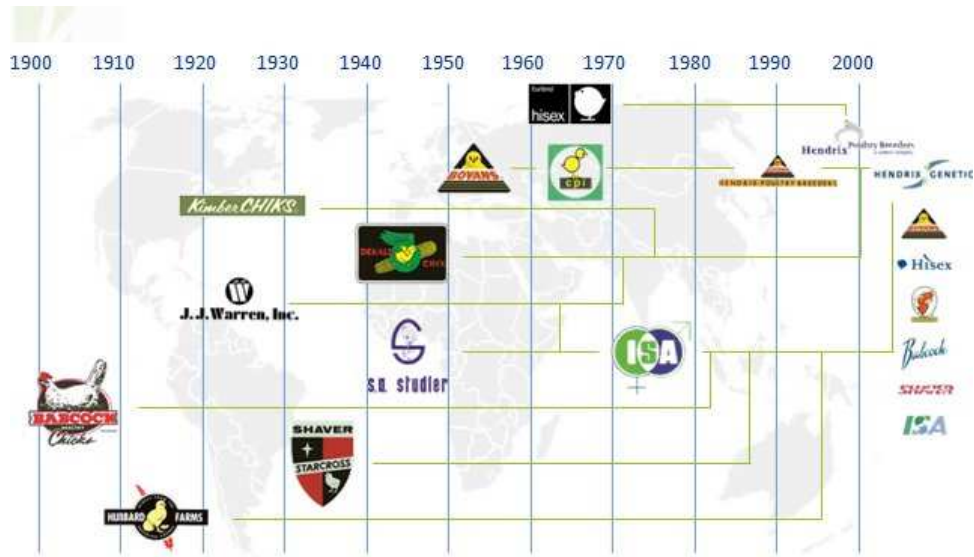 1900 1910 1920 1930 1940 1950 1960 1970 1980 1990 2000
hisex
Hendrix Poultry Breeders
BOVANS
cpi
HENDRIX POULTRY BREEDERS
HENDRIX GENETIC
KimberCHIKS
DEKALB
CHIX
Hisex
J.J.Warren, Inc.
ISA
s.a. studler
Babcock
BABCOCK
HEALTHY
Chicks
SHAVER
SHAVER
STARCROSS
ISA
HUBBARD FARMS